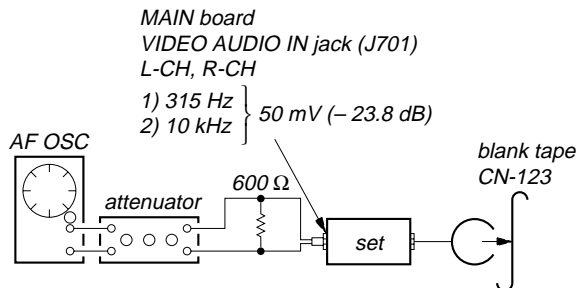 MAIN board
VIDEO AUDIO IN jack (J701)
L-CH, R-CH
1) 315 Hz
2) 10 kHz
50 mV (– 23.8 dB)
AF OSC
attenuator
600 Ω
set
blank tape
CN-123